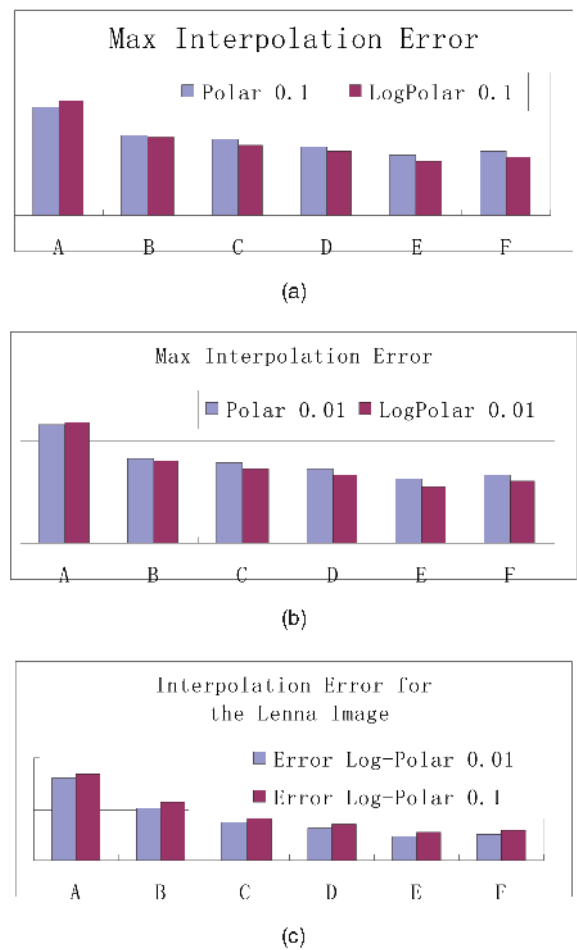 Max Interpolation Error
Polar 0.1 LogPolar 0.1
A B C D E F
(a)
Max Interpolation Error
Polar 0.01 LogPolar 0.01
A B C D E F
(b)
Interpolation Error for
the Lenna Image
Error Log-Polar 0.01
Error Log-Polar 0.1
A B C D E F
(c)